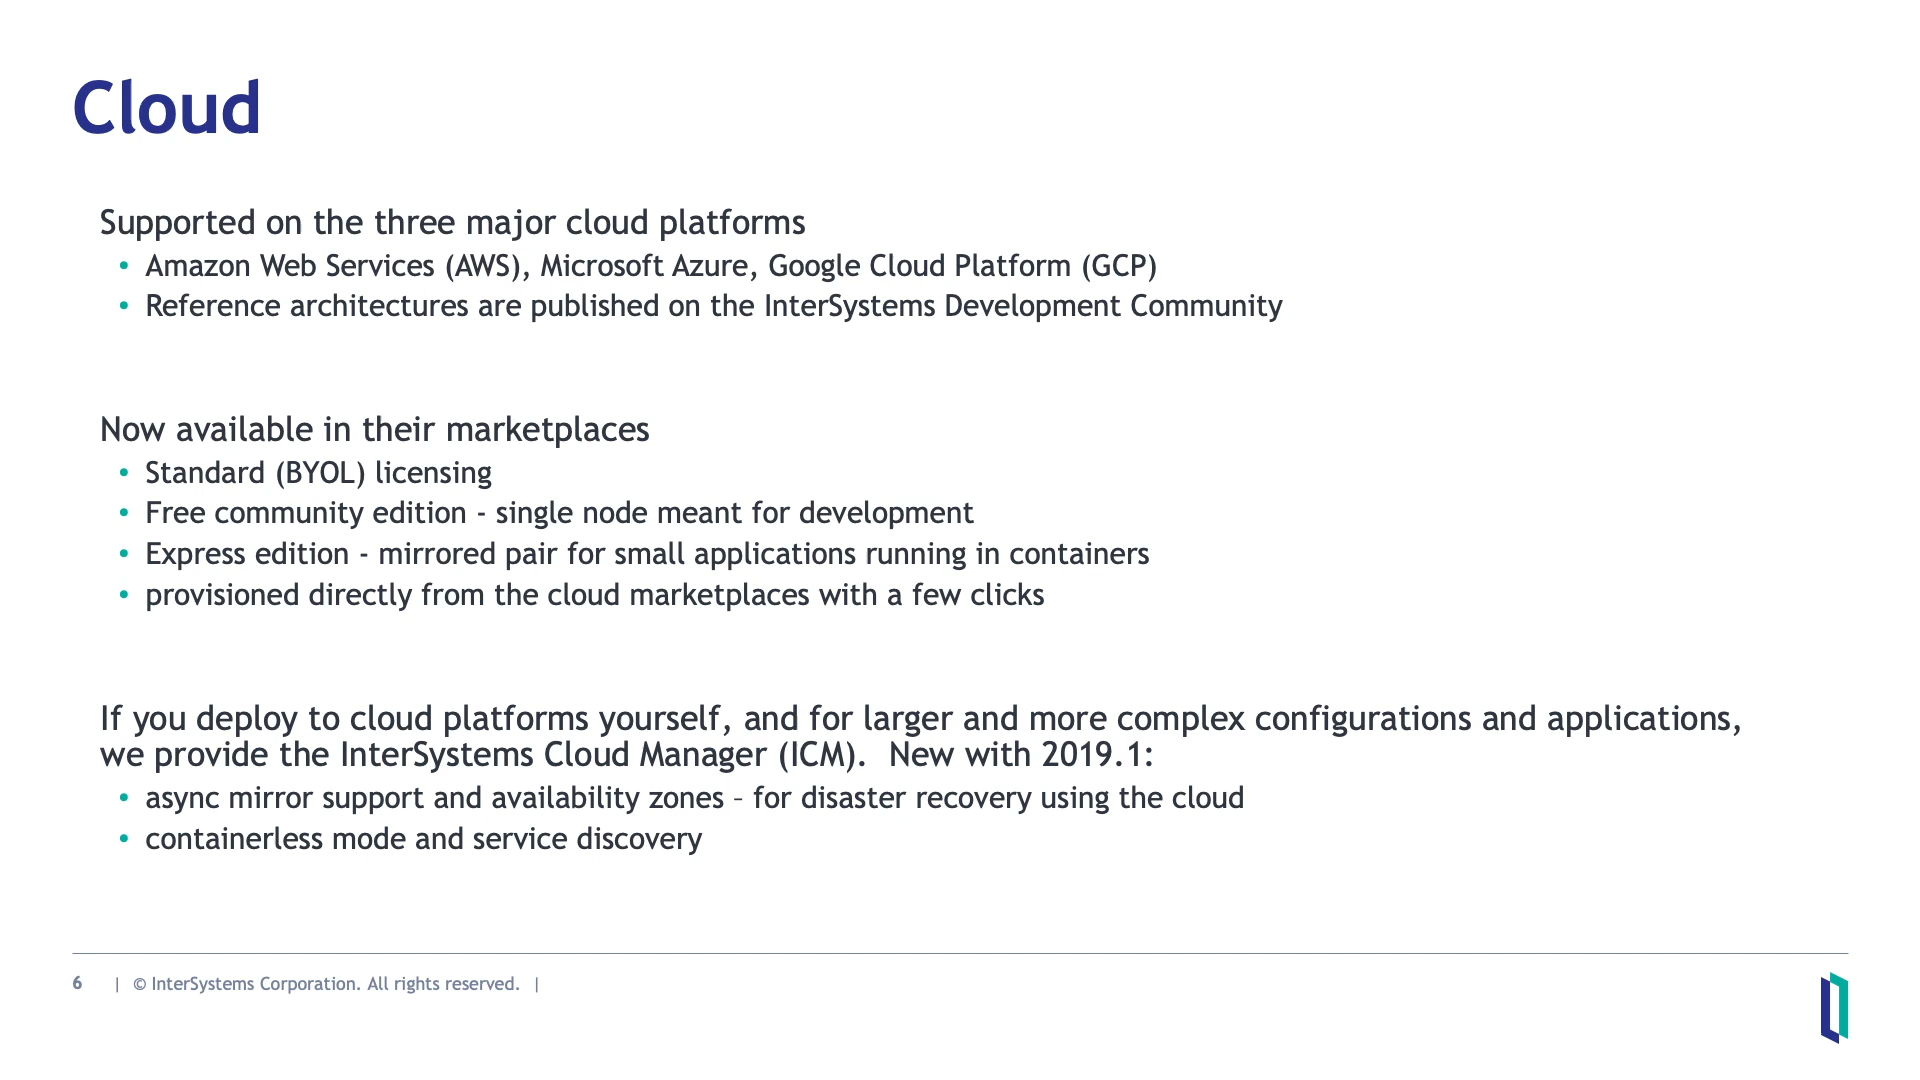 Cloud
Supported on the three major cloud platforms
• Amazon Web Services (AWS), Microsoft Azure, Google Cloud Platform (GCP)
• Reference architectures are published on the InterSystems Development Community
Now available in their marketplaces
• Standard (BYOL) licensing
• Free community edition - single node meant for development
• Express edition - mirrored pair for small applications running in containers
• provisioned directly from the cloud marketplaces with a few clicks
If you deploy to cloud platforms yourself, and for larger and more complex configurations and applications,
we provide the InterSystems Cloud Manager (ICM).  New with 2019.1:
• async mirror support and availability zones – for disaster recovery using the cloud
• containerless mode and service discovery
6 | © InterSystems Corporation. All rights reserved. |